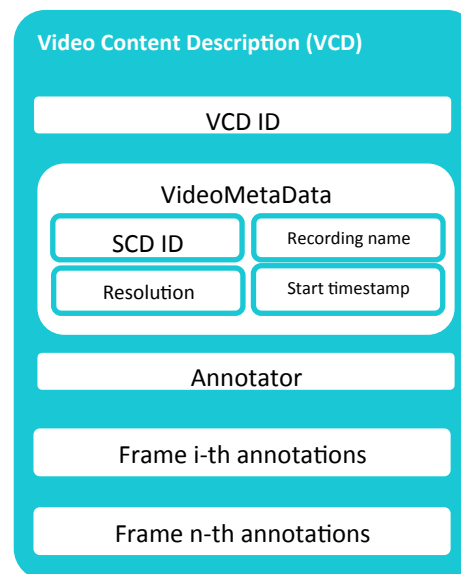 Video Content Description (VCD)
VCD ID
VideoMetaData
SCD ID
Recording name
Resolution
Start timestamp
Annotator
Frame i-th annotations
Frame n-th annotations